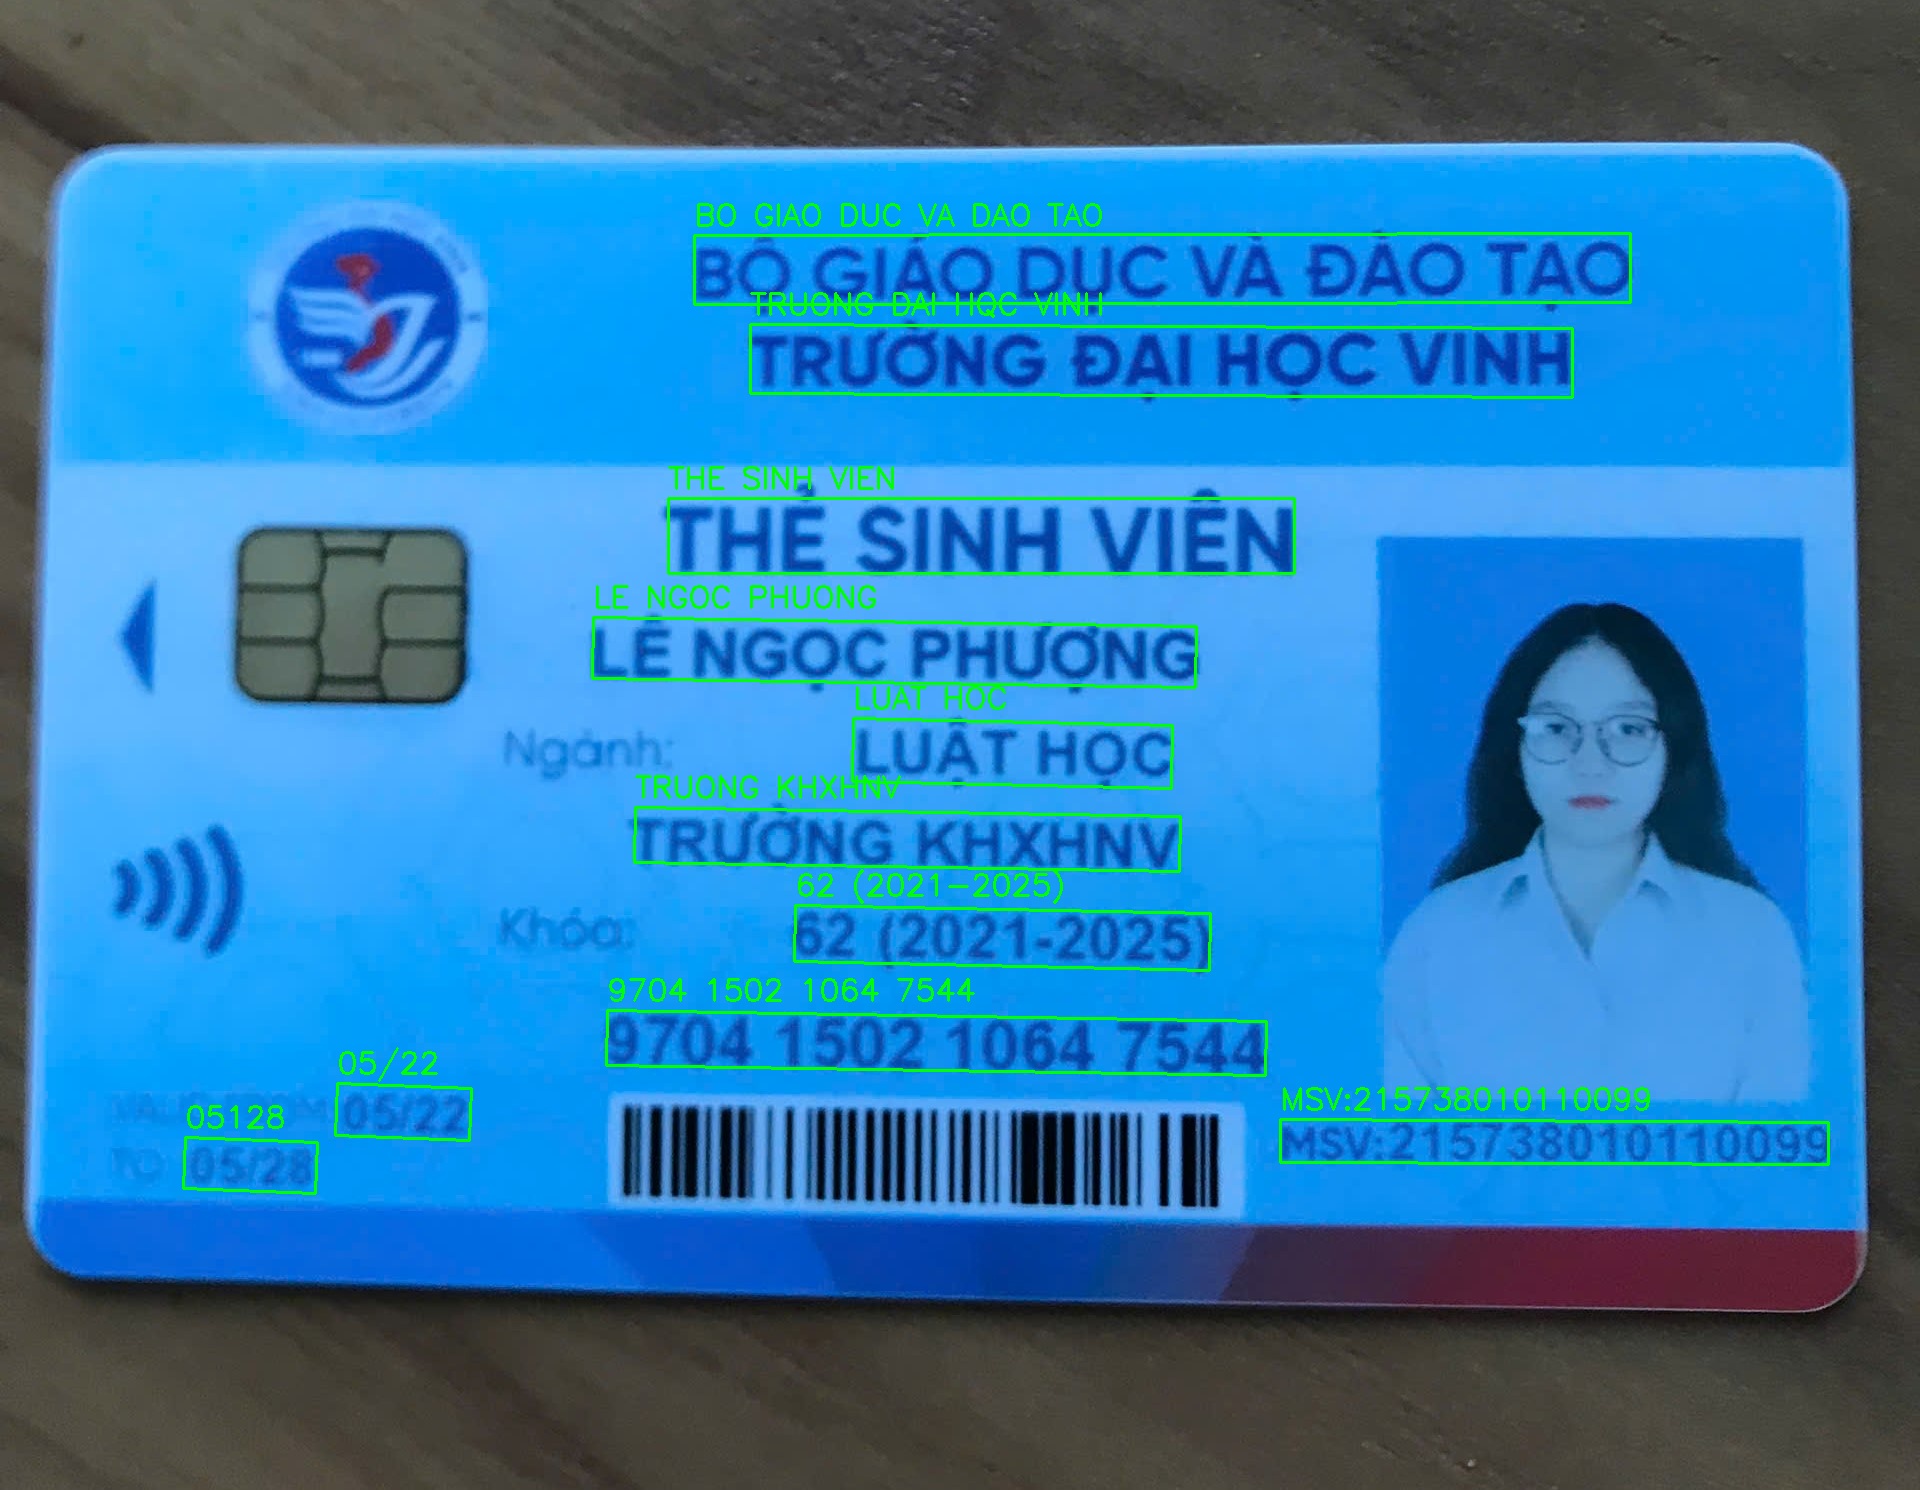 BO GIAO DUC VA DAO TAO
BỘ GIÁO DỤC VÀ ĐÀO TẠO
TRUONG DAI HQC VINH
TRƯỜNG ĐẠI HỌC VINH
THE SINH VIEN
THẺ SINH VIÊN
LE NGOC PHUONG
LÊ NGỌC PHƯỢNG
LUAT HOC
Ngành: LUẬT HỌC
TRUONG KHXHNV
TRƯỜNG KHXHNV
62 (2021-2025)
Khóa: 62 (2021-2025)
9704 1502 1064 7544
9704 1502 1064 7544
05/22
VALID FROM 05/22
05128
TO 05/28
MSV:215738010110099
MSV:215738010110099